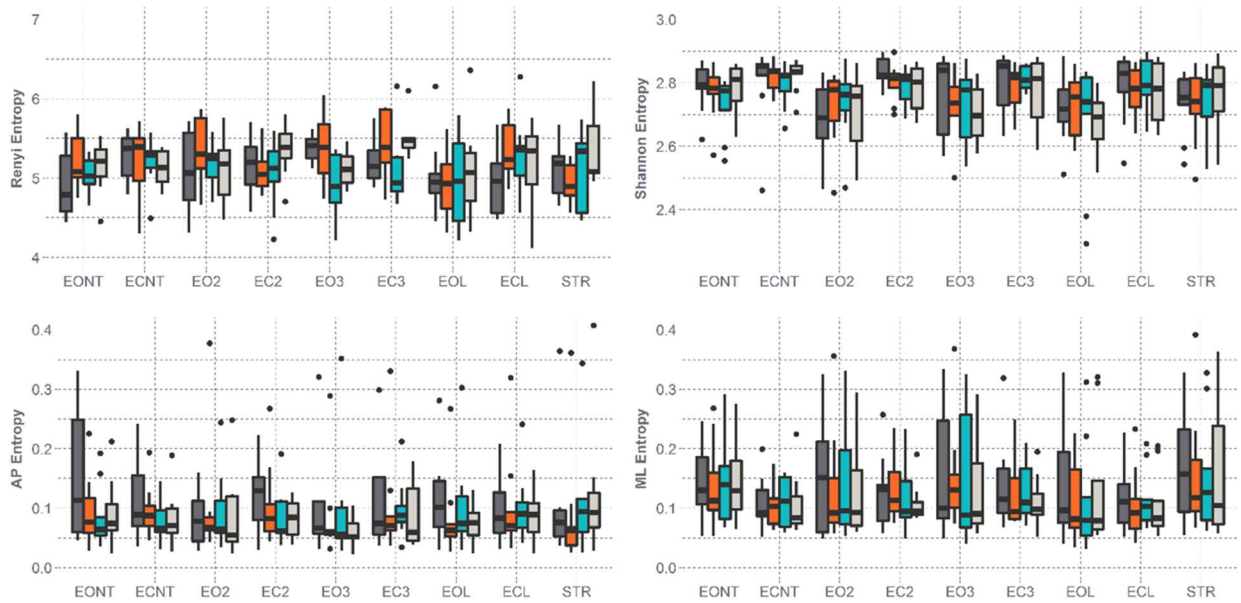 7
6
5
4
Renyi Entropy
EONT ECNT EO2 EC2 EO3 EC3 EOL ECL STR
3.0
2.8
2.6
2.4
Shannon Entropy
EONT ECNT EO2 EC2 EO3 EC3 EOL ECL STR
0.4
0.3
0.2
0.1
0.0
AP Entropy
EONT ECNT EO2 EC2 EO3 EC3 EOL ECL STR
0.4
0.3
0.2
0.1
0.0
ML Entropy
EONT ECNT EO2 EC2 EO3 EC3 EOL ECL STR